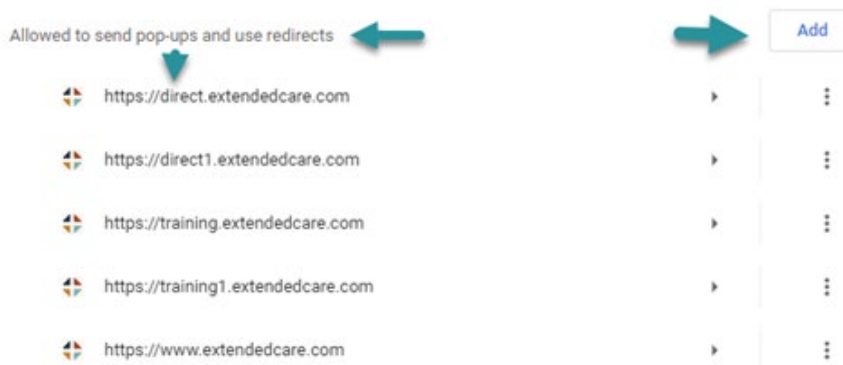 Allowed to send pop-ups and use redirects
Add
https://direct.extendedcare.com
https://direct1.extendedcare.com
https://training.extendedcare.com
https://training1.extendedcare.com
https://www.extendedcare.com